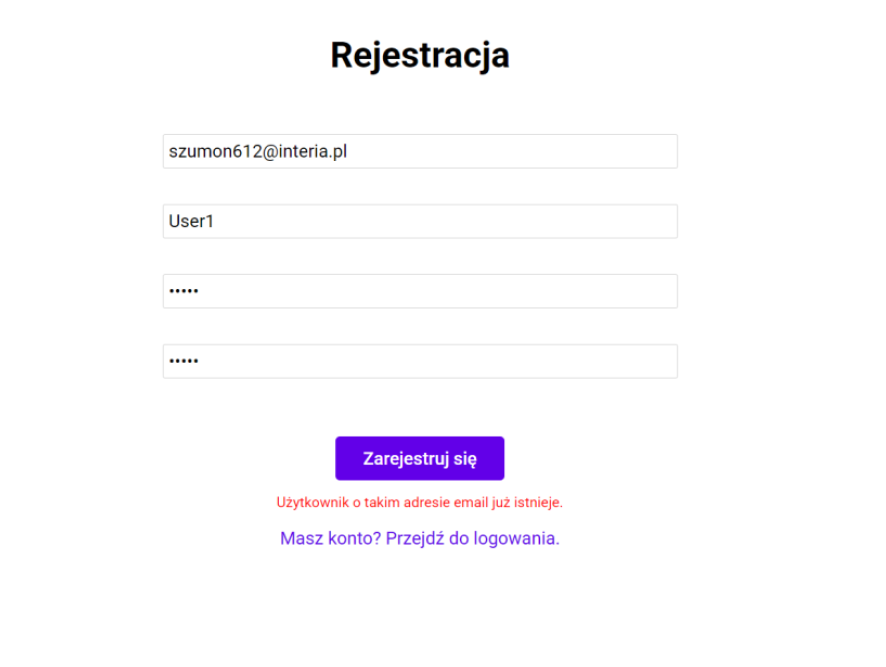 Rejestracja
szumon612@interia.pl
User1
•••••
•••••
Zarejestruj się
Użytkownik o takim adresie email już istnieje.
Masz konto? Przejdź do logowania.